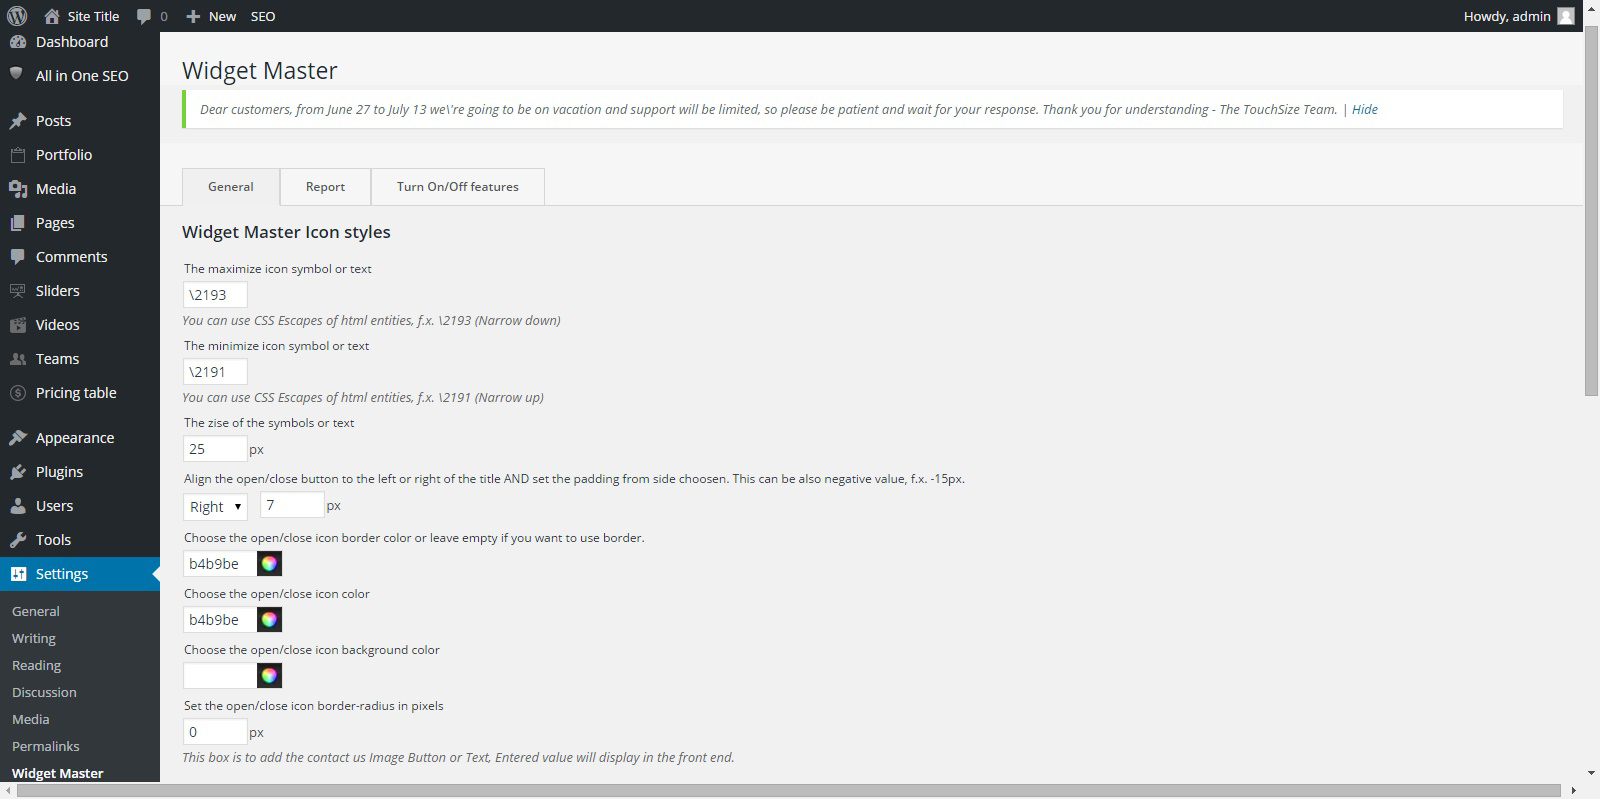 Site Title 0 New SEO Howdy, admin
Dashboard
All in One SEO
Posts
Portfolio
Media
Pages
Comments
Sliders
Videos
Teams
Pricing table
Appearance
Plugins
Users
Tools
Settings
General
Writing
Reading
Discussion
Media
Permalinks
Widget Master
Widget Master
Dear customers, from June 27 to July 13 we\'re going to be on vacation and support will be limited, so please be patient and wait for your response. Thank you for understanding - The TouchSize Team. | Hide
General Report Turn On/Off features
Widget Master Icon styles
The maximize icon symbol or text
\2193
You can use CSS Escapes of html entities, f.x. \2193 (Narrow down)
The minimize icon symbol or text
\2191
You can use CSS Escapes of html entities, f.x. \2191 (Narrow up)
The zise of the symbols or text
25 px
Align the open/close button to the left or right of the title AND set the padding from side choosen. This can be also negative value, f.x. -15px.
Right 7 px
Choose the open/close icon border color or leave empty if you want to use border.
b4b9be
Choose the open/close icon color
b4b9be
Choose the open/close icon background color
Set the open/close icon border-radius in pixels
0 px
This box is to add the contact us Image Button or Text, Entered value will display in the front end.